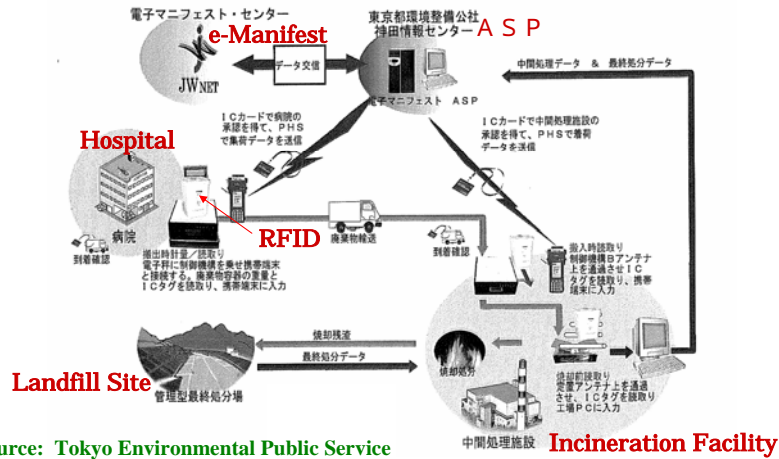 電子マニフェスト・センター
e-Manifest
JWNET
データ交信
東京都環境整備公社
神田情報センター
ASP
電子マニフェスト ASP
中間処理データ & 最終処分データ
ICカードで病院の
承認を得て、PHS
で集荷データを送信
ICカードで中間処理施設の
承認を得て、PHSで着荷
データを送信
Hospital
病院
到着確認
RFID
搬出時計量/読取り
電子秤に制御機構を乗せ携帯端末
と接続する。廃棄物容器の重量と
ICタグを読取り、携帯端末に入力
廃棄物輸送
到着確認
搬入時読取り
制御機構Bアンテナ
上を通過させIC
タグを読取り、携帯
端末に入力
焼却残渣
最終処分データ
Landfill Site
管理型最終処分場
焼却処分
焼却前読取り
定置アンテナ上を通過
させ、ICタグを読取り
工場PCに入力
中間処理施設
Incineration Facility
urce: Tokyo Environmental Public Service